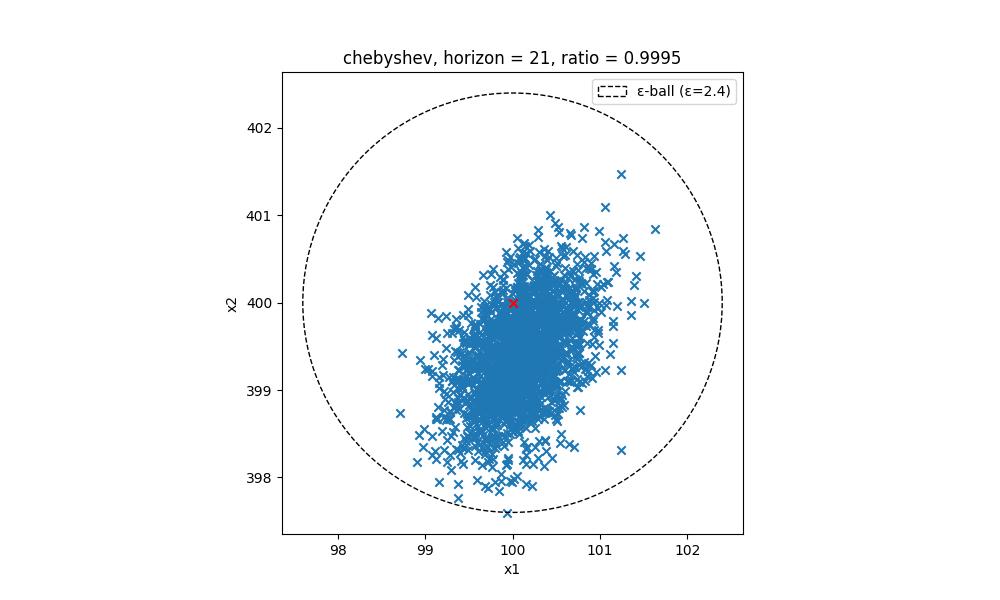 chebyshev, horizon = 21, ratio = 0.9995
ε-ball (ε=2.4)
402
401
400
399
398
x2
98 99 100 101 102
x1